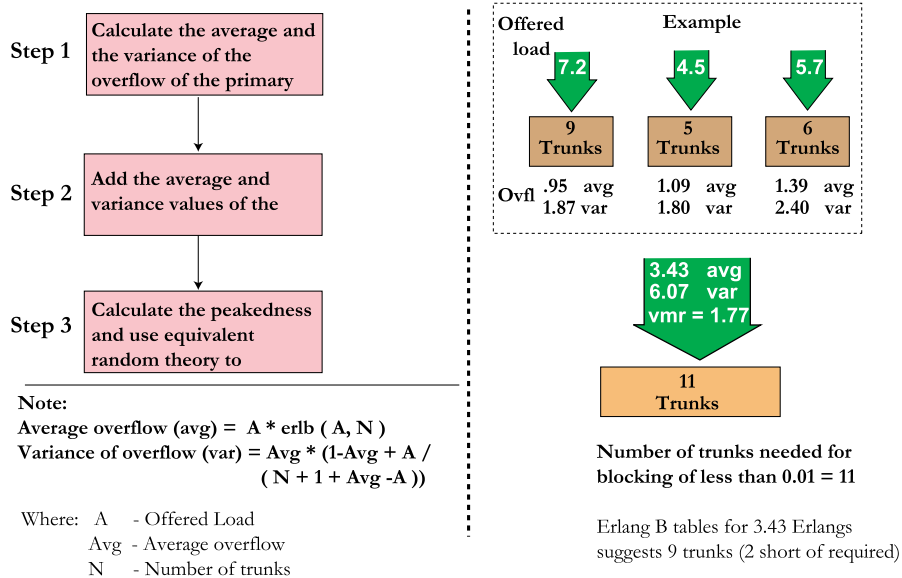 Step 1
Calculate the average and
the variance of the
overflow of the primary
Step 2
Add the average and
variance values of the
Step 3
Calculate the peakedness
and use equivalent
random theory to
Note:
Average overflow (avg) = A * erlb ( A, N )
Variance of overflow (var) = Avg * (1-Avg + A /
( N + 1 + Avg -A ))
Where: A - Offered Load
Avg - Average overflow
N - Number of trunks
Offered
load
Example
7.2
4.5
5.7
9
Trunks
5
Trunks
6
Trunks
Ovfl
.95 avg
1.87 var
1.09 avg
1.80 var
1.39 avg
2.40 var
3.43 avg
6.07 var
vmr = 1.77
11
Trunks
Number of trunks needed for
blocking of less than 0.01 = 11
Erlang B tables for 3.43 Erlangs
suggests 9 trunks (2 short of required)